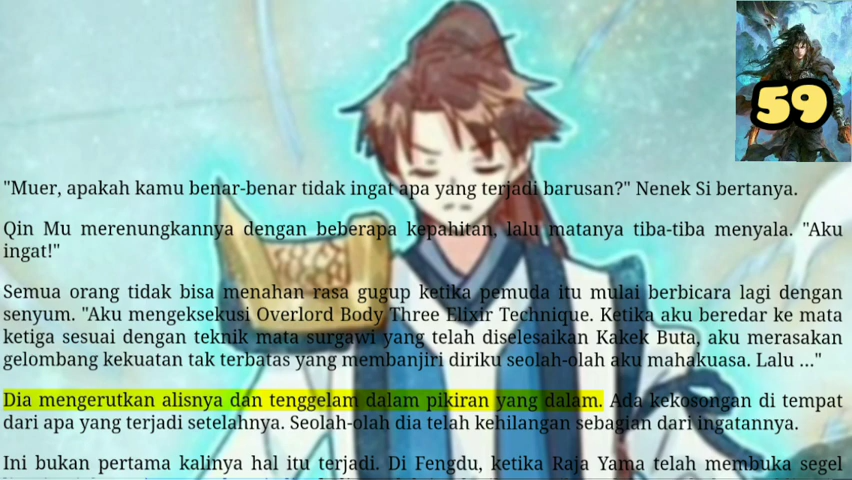 59
"Muer, apakah kamu benar-benar tidak ingat apa yang terjadi barusan?" Nenek Si bertanya.
Qin Mu merenungkannya dengan beberapa kepahitan, lalu matanya tiba-tiba menyala. "Aku
ingat!"
Semua orang tidak bisa menahan rasa gugup ketika pemuda itu mulai berbicara lagi dengan
senyum. "Aku mengeksekusi Overlord Body Three Elixir Technique. Ketika aku beredar ke mata
ketiga sesuai dengan teknik mata surgawi yang telah diselesaikan Kakek Buta, aku merasakan
gelombang kekuatan tak terbatas yang membanjiri diriku seolah-olah aku mahakuasa. Lalu ..."
Dia mengerutkan alisnya dan tenggelam dalam pikiran yang dalam. Ada kekosongan di tempat
dari apa yang terjadi setelahnya. Seolah-olah dia telah kehilangan sebagian dari ingatannya.
Ini bukan pertama kalinya hal itu terjadi. Di Fengdu, ketika Raja Yama telah membuka segel